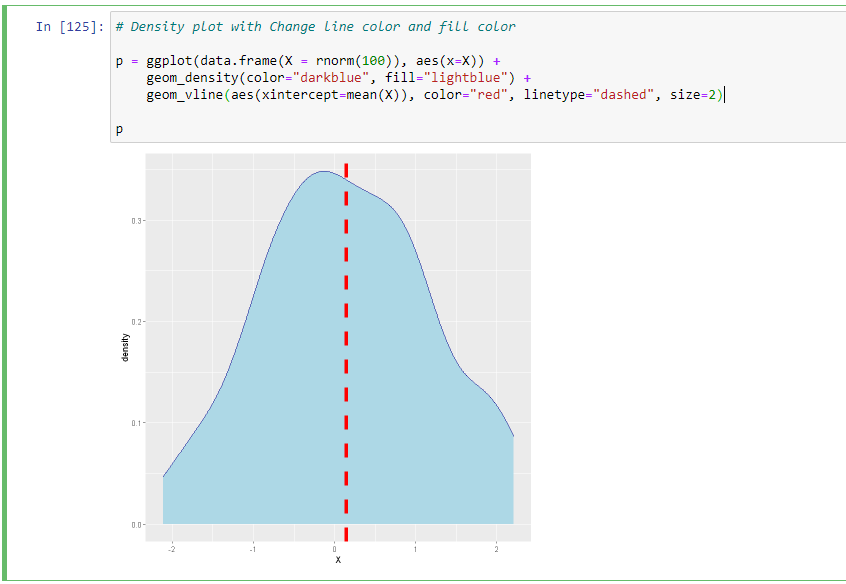 In [125]: # Density plot with Change line color and fill color
p = ggplot(data.frame(X = rnorm(100)), aes(x=X)) +
geom_density(color="darkblue", fill="lightblue") +
geom_vline(aes(xintercept=mean(X)), color="red", linetype="dashed", size=2)
p
0.3
0.2
0.1
0.0
density
-2 -1 0 1 2
X